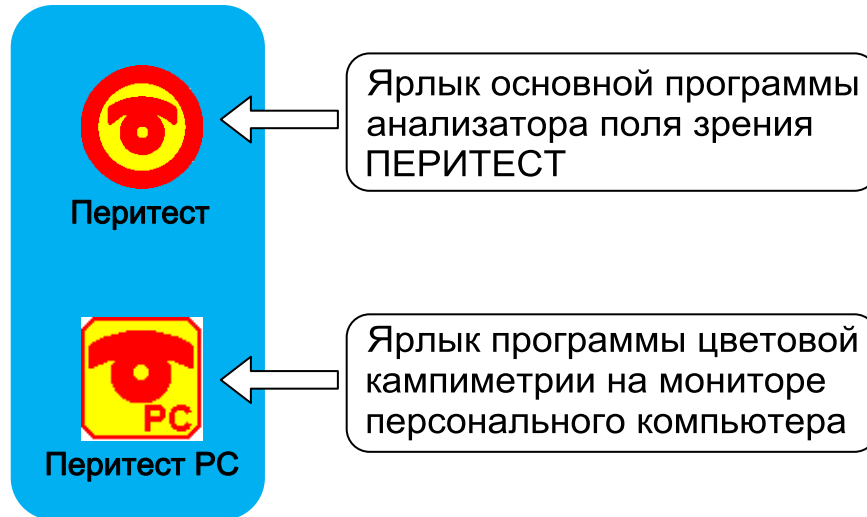 Ярлык основной программы
анализатора поля зрения
ПЕРИТЕСТ
Перитест
Ярлык программы цветовой
кампиметрии на мониторе
персонального компьютера
PC
Перитест PC